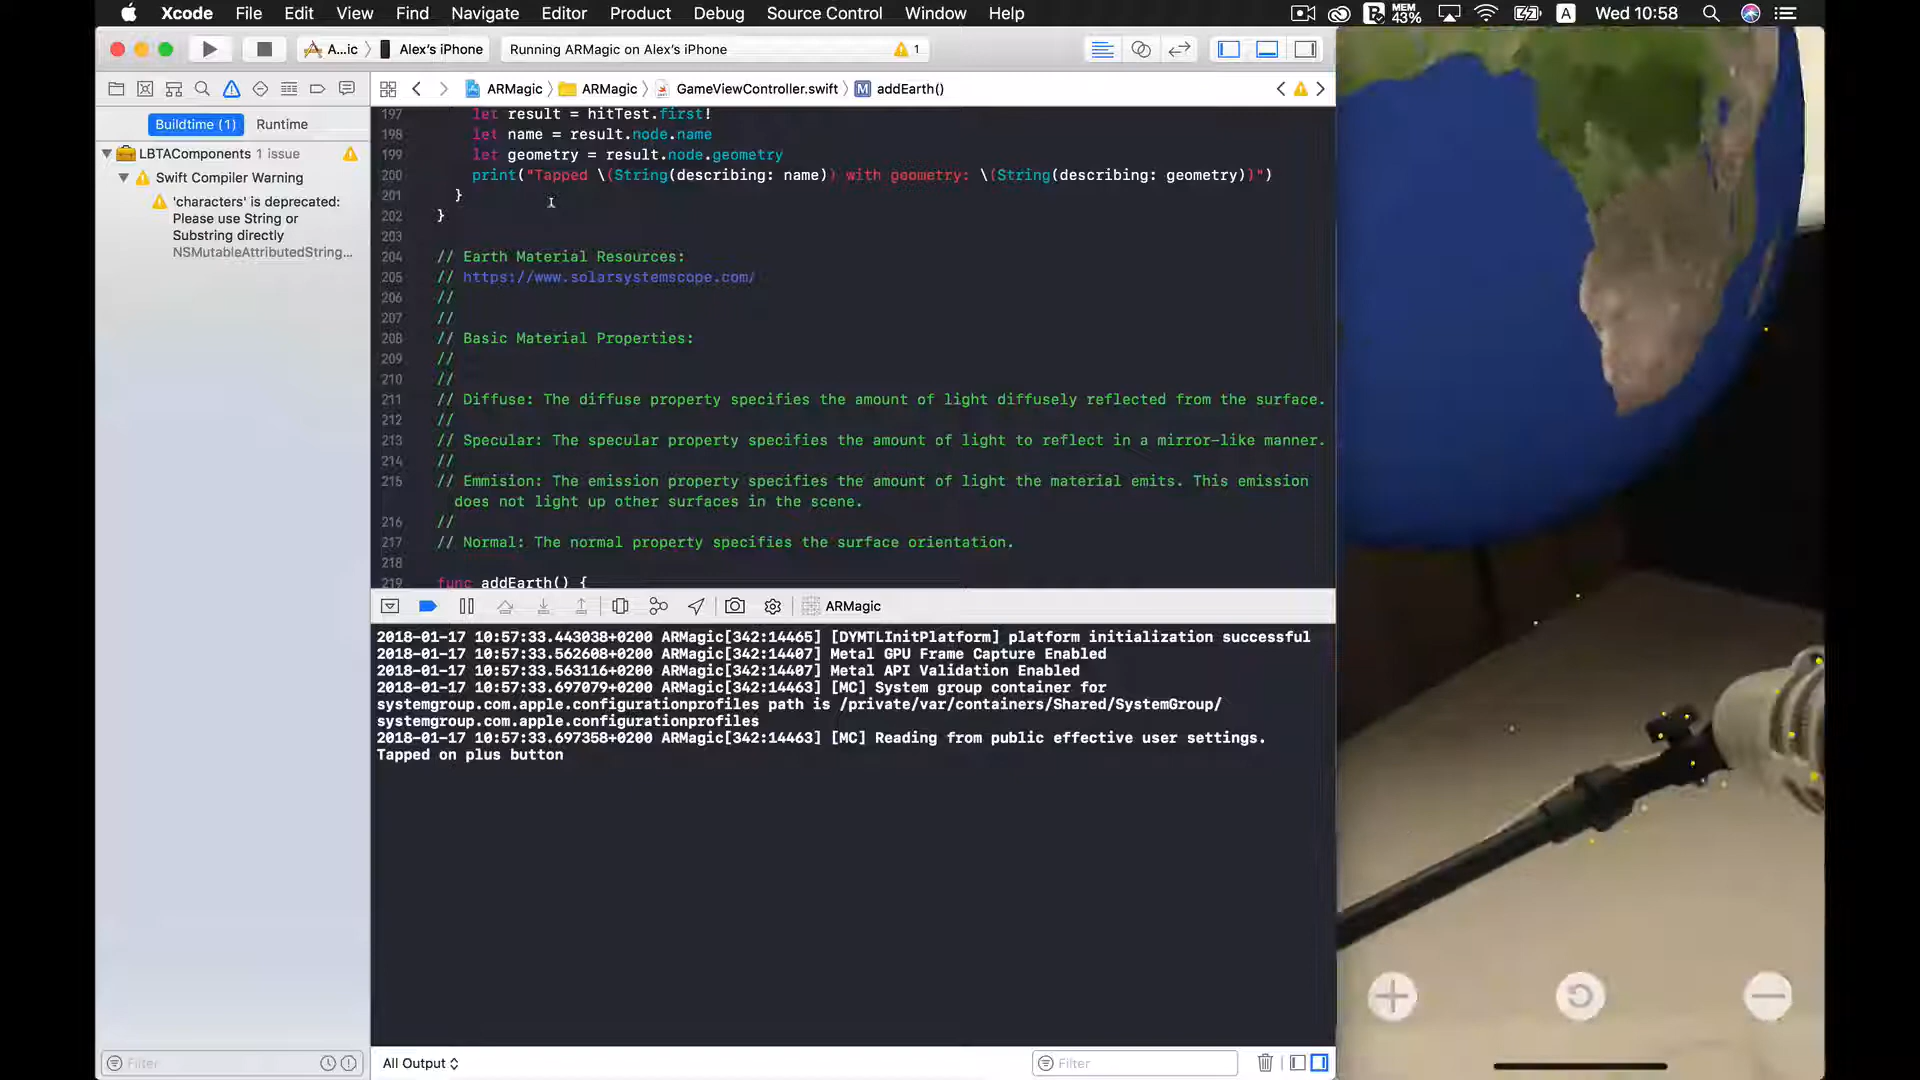 Xcode File Edit View Find Navigate Editor Product Debug Source Control Window Help MEM 43% A Wed 10:58
A...ic Alex's iPhone Running ARMagic on Alex's iPhone 1
ARMagic ARMagic GameViewController.swift M addEarth()
Buildtime (1) Runtime
LBTAComponents 1 issue
Swift Compiler Warning
'characters' is deprecated:
Please use String or
Substring directly
NSMutableAttributedString...
Filter
197 let result = hitTest.first!
198 let name = result.node.name
199 let geometry = result.node.geometry
200 print("Tapped \(String(describing: name)) with geometry: \(String(describing: geometry))")
201 }
202 }
203
204 // Earth Material Resources:
205 // https://www.solarsystemscope.com/
206 //
207 //
208 // Basic Material Properties:
209 //
210 //
211 // Diffuse: The diffuse property specifies the amount of light diffusely reflected from the surface.
212 //
213 // Specular: The specular property specifies the amount of light to reflect in a mirror-like manner.
214 //
215 // Emmision: The emission property specifies the amount of light the material emits. This emission
does not light up other surfaces in the scene.
216 //
217 // Normal: The normal property specifies the surface orientation.
218
219 func addEarth() {
ARMagic
2018-01-17 10:57:33.443038+0200 ARMagic[342:14465] [DYMTLInitPlatform] platform initialization successful
2018-01-17 10:57:33.562608+0200 ARMagic[342:14407] Metal GPU Frame Capture Enabled
2018-01-17 10:57:33.563116+0200 ARMagic[342:14407] Metal API Validation Enabled
2018-01-17 10:57:33.697079+0200 ARMagic[342:14463] [MC] System group container for
systemgroup.com.apple.configurationprofiles path is /private/var/containers/Shared/SystemGroup/
systemgroup.com.apple.configurationprofiles
2018-01-17 10:57:33.697358+0200 ARMagic[342:14463] [MC] Reading from public effective user settings.
Tapped on plus button
All Output Filter